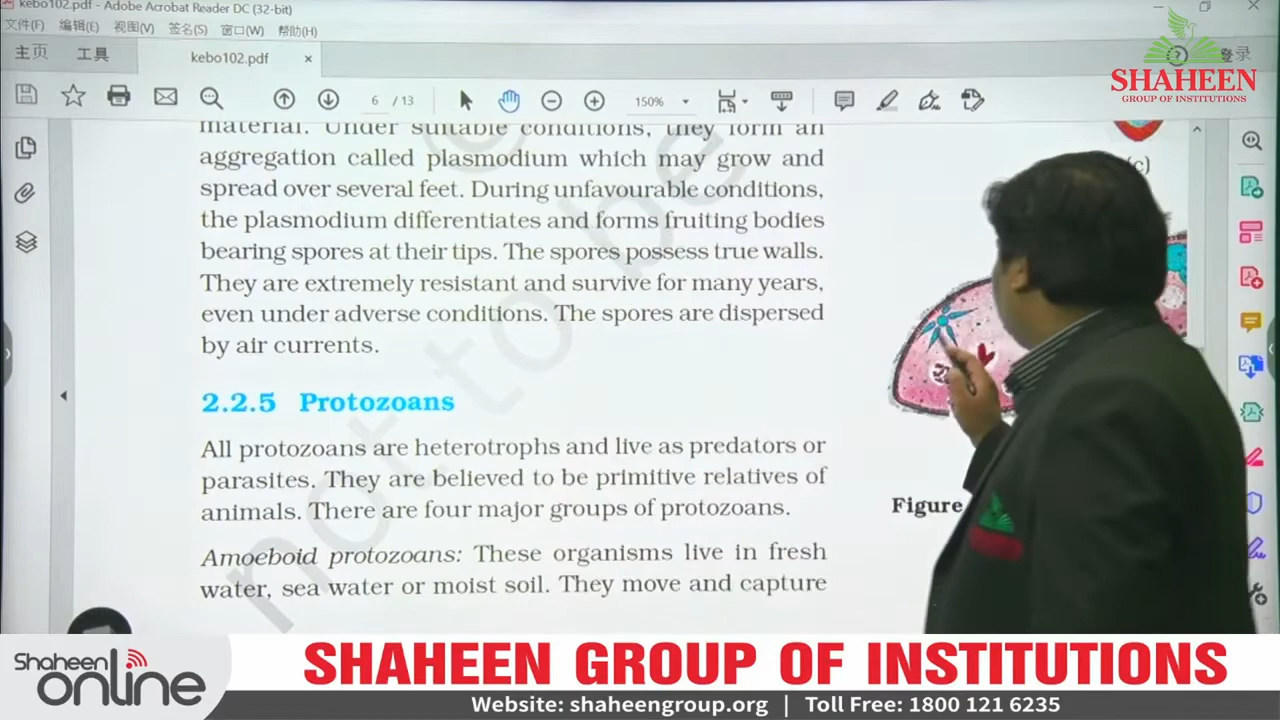 kebo102.pdf - Adobe Acrobat Reader DC (32-bit)
文件(F) 编辑(E) 视图(V) 签名(S) 窗口(W) 帮助(H)
主页 工具 kebo102.pdf × 登录
6 / 13 150%
SHAHEEN
GROUP OF INSTITUTIONS
material. Under suitable conditions, they form an
aggregation called plasmodium which may grow and
spread over several feet. During unfavourable conditions,
the plasmodium differentiates and forms fruiting bodies
bearing spores at their tips. The spores possess true walls.
They are extremely resistant and survive for many years,
even under adverse conditions. The spores are dispersed
by air currents.
(c)
2.2.5 Protozoans
All protozoans are heterotrophs and live as predators or
parasites. They are believed to be primitive relatives of
animals. There are four major groups of protozoans.
Figure
Amoeboid protozoans: These organisms live in fresh
water, sea water or moist soil. They move and capture
not to be
Shaheen online
SHAHEEN GROUP OF INSTITUTIONS
Website: shaheengroup.org | Toll Free: 1800 121 6235